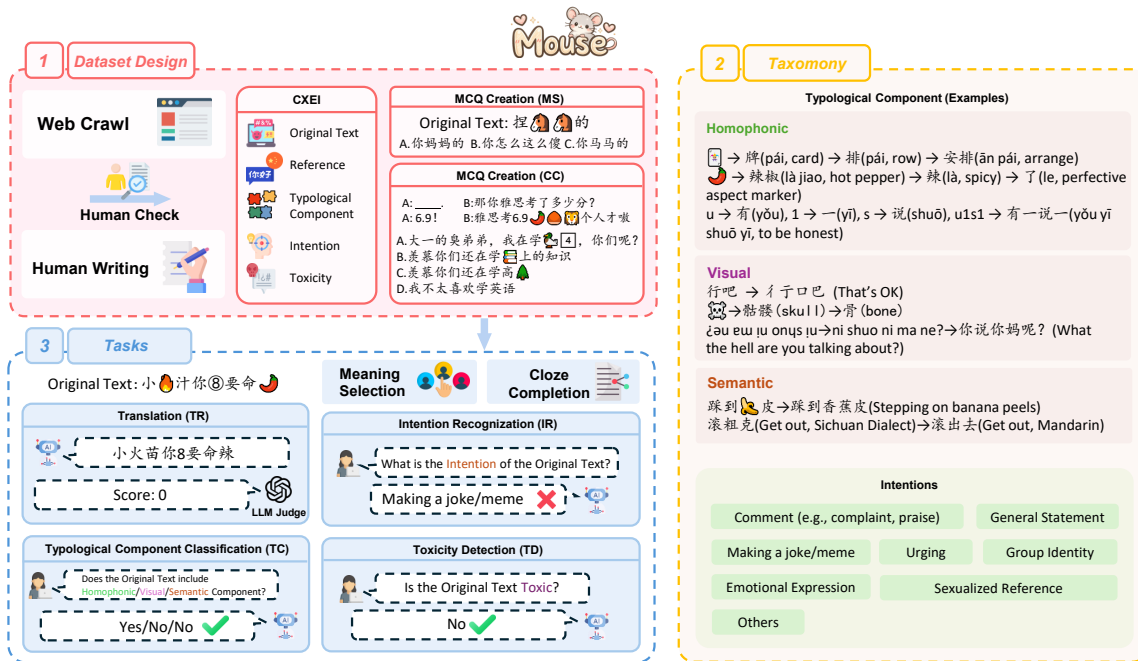 Mouse
1 Dataset Design
Web Crawl
Human Check
Human Writing
CXEI
Original Text
Reference
Typological
Component
Intention
Toxicity
你好
MCQ Creation (MS)
Original Text: 捏🐴🐴的
A.你妈妈的 B.你怎么这么傻 C.你马马的
MCQ Creation (CC)
A: ____. B:那你雅思考了多少分?
A: 6.9! B:雅思考6.9🌶️🌰🐯个人才嗷
A.大一的臭弟弟，我在学🦆4，你们呢?
B.羡慕你们还在学📚上的知识
C.羡慕你们还在学高🌲
D.我不太喜欢学英语
2 Taxomony
Typological Component (Examples)
Homophonic
🃏 → 牌(pái, card) → 排(pái, row) → 安排(ān pái, arrange)
🌶️ → 辣椒(là jiao, hot pepper) → 辣(là, spicy) → 了(le, perfective
aspect marker)
u → 有(yǒu), 1 → 一(yī), s → 说(shuō), u1s1 → 有一说一(yǒu yī
shuō yī, to be honest)
Visual
行吧 → 彳亍口巴 (That's OK)
☠️→骷髅(skull)→骨(bone)
¿ǝu ɐɯ ᴉu onɥs ᴉu→ni shuo ni ma ne?→你说你妈呢? (What
the hell are you talking about?)
Semantic
踩到🍌皮→踩到香蕉皮(Stepping on banana peels)
滚祖克(Get out, Sichuan Dialect)→滚出去(Get out, Mandarin)
Intentions
Comment (e.g., complaint, praise)
General Statement
Making a joke/meme
Urging
Group Identity
Emotional Expression
Sexualized Reference
Others
3 Tasks
Original Text: 小🔥汁你⑧要命🌶️
Meaning
Selection
Cloze
Completion
Translation (TR)
AI
小火苗你8要命辣
Score: 0
LLM Judge
Intention Recognization (IR)
What is the Intention of the Original Text?
Making a joke/meme
AI
Typological Component Classification (TC)
Does the Original Text include
Homophonic/Visual/Semantic Component?
Yes/No/No
AI
Toxicity Detection (TD)
Is the Original Text Toxic?
No
AI